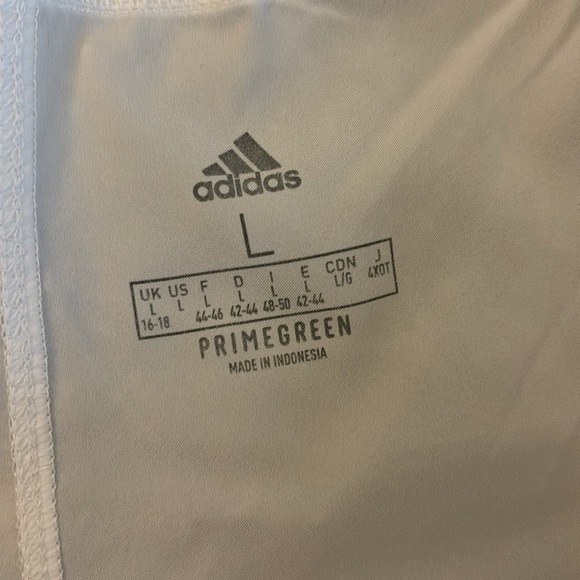 adidas
L
UK US F D I E CDN J
L L L L L L L/G 4XOT
16-18 44-46 42-44 48-50 42-44
PRIMEGREEN
MADE IN INDONESIA